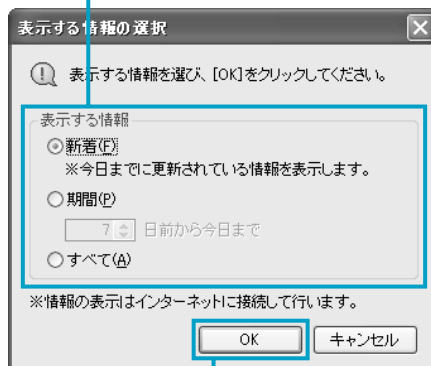 表示する情報の選択
表示する情報を選び、[OK]をクリックしてください。
表示する情報
新着(F)
※今日までに更新されている情報を表示します。
期間(P)
7 日前から今日まで
すべて(A)
※情報の表示はインターネットに接続して行います。
OK キャンセル